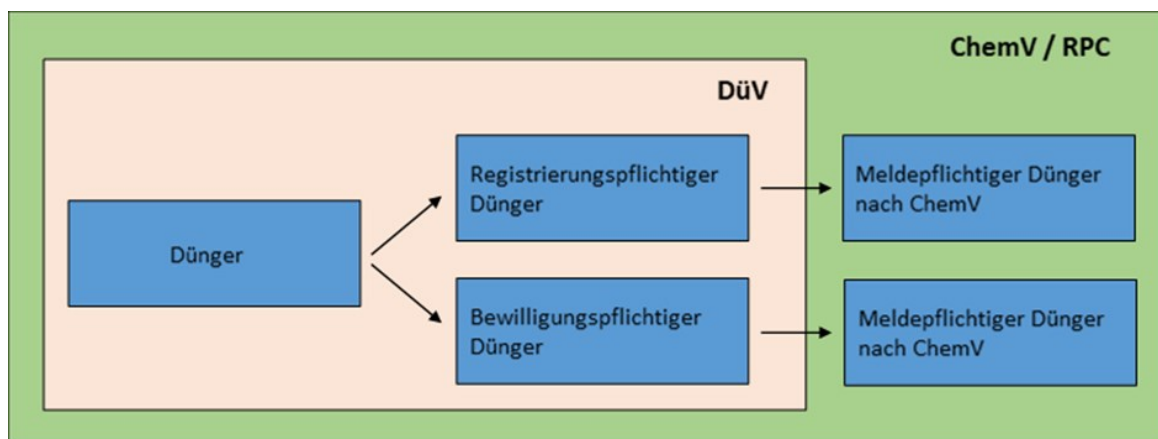 ChemV / RPC
DüV
Dünger
Registrierungspflichtiger
Dünger
Bewilligungspflichtiger
Dünger
Meldepflichtiger Dünger
nach ChemV
Meldepflichtiger Dünger
nach ChemV